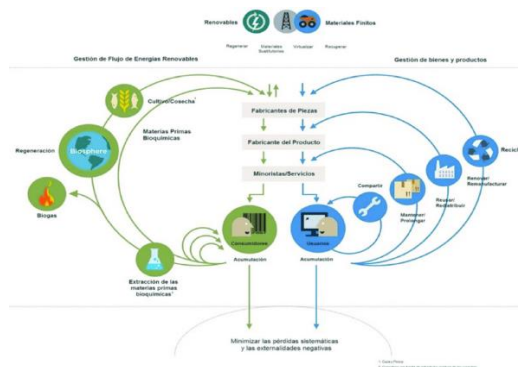 Renovables
Materiales Finitos
Regenerar
Materiales
Sustitutivos
Virtualizar
Recuperar
Gestión de Flujo de Energías Renovables
Gestión de bienes y productos
Cultivo/Cosecha
Materias Primas
Bioquímicas
Regeneración
Biosphere
Biogas
Extracción de las
materias primas
bioquímicas
Fabricantes de Piezas
Fabricante del Producto
Minoristas/Servicios
Consumidores
Usuarios
Acumulación
Acumulación
Compartir
Mantener/
Prolongar
Reusar/
Redistribuir
Renovar/
Remanufacturar
Minimizar las pérdidas sistemáticas
y las externalidades negativas